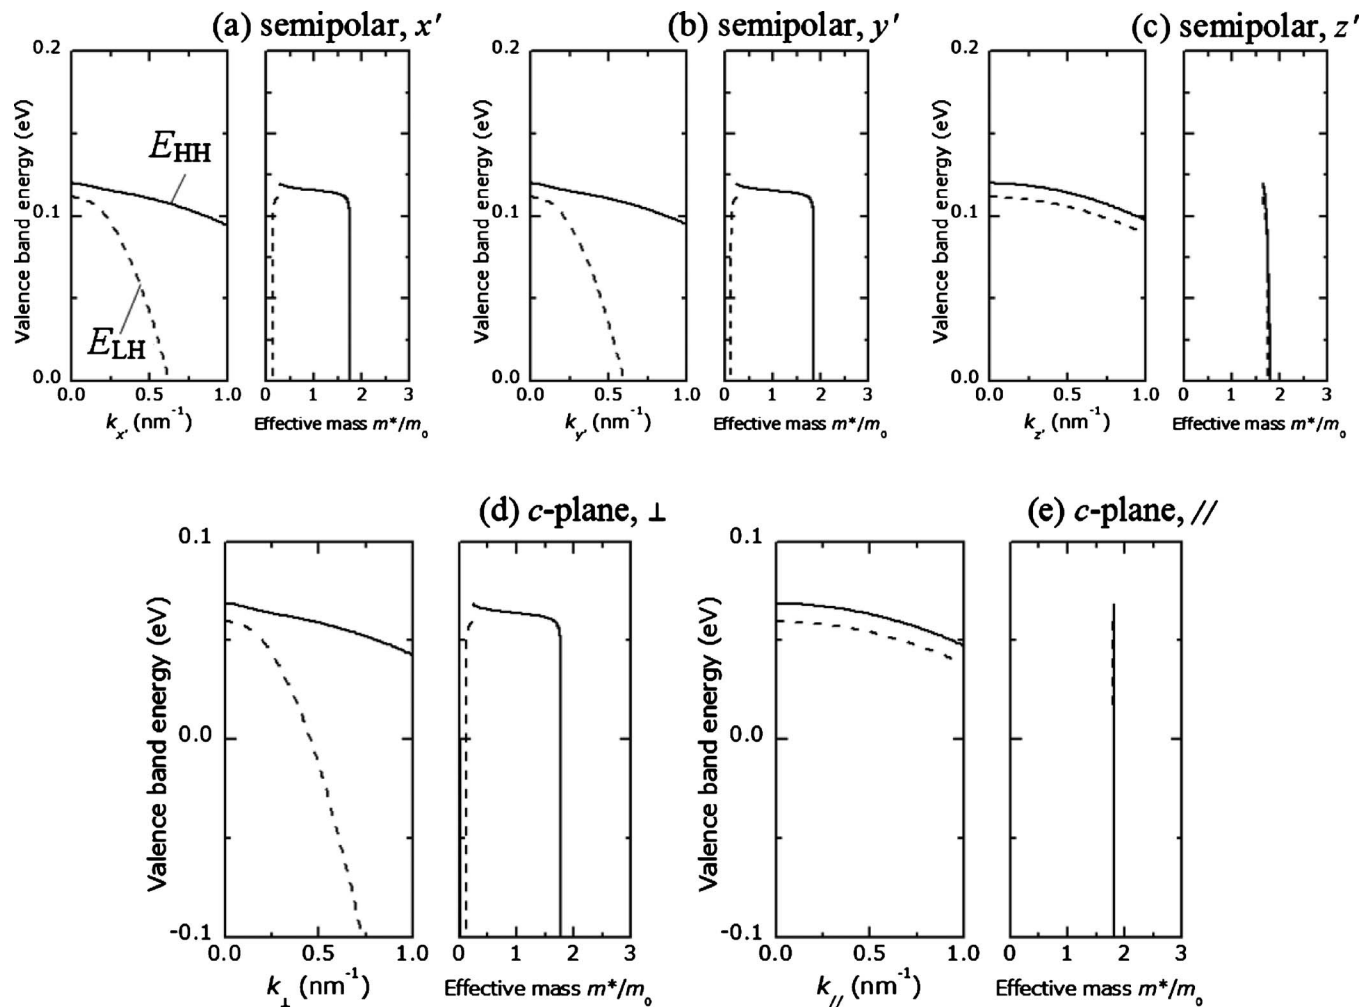 (a) semipolar, x′
(b) semipolar, y′
(c) semipolar, z′
0.2
0.1
0.0
Valence band energy (eV)
E_HH
E_LH
0.0 0.5 1.0
k_x′ (nm⁻¹)
0 1 2 3
Effective mass m*/m₀
0.2
0.1
0.0
Valence band energy (eV)
0.0 0.5 1.0
k_y′ (nm⁻¹)
0 1 2 3
Effective mass m*/m₀
0.2
0.1
0.0
Valence band energy (eV)
0.0 0.5 1.0
k_z′ (nm⁻¹)
0 1 2 3
Effective mass m*/m₀
(d) c-plane, ⊥
(e) c-plane, //
0.1
0.0
-0.1
Valence band energy (eV)
0.0 0.5 1.0
k_⊥ (nm⁻¹)
0 1 2 3
Effective mass m*/m₀
0.1
0.0
-0.1
Valence band energy (eV)
0.0 0.5 1.0
k_// (nm⁻¹)
0 1 2 3
Effective mass m*/m₀